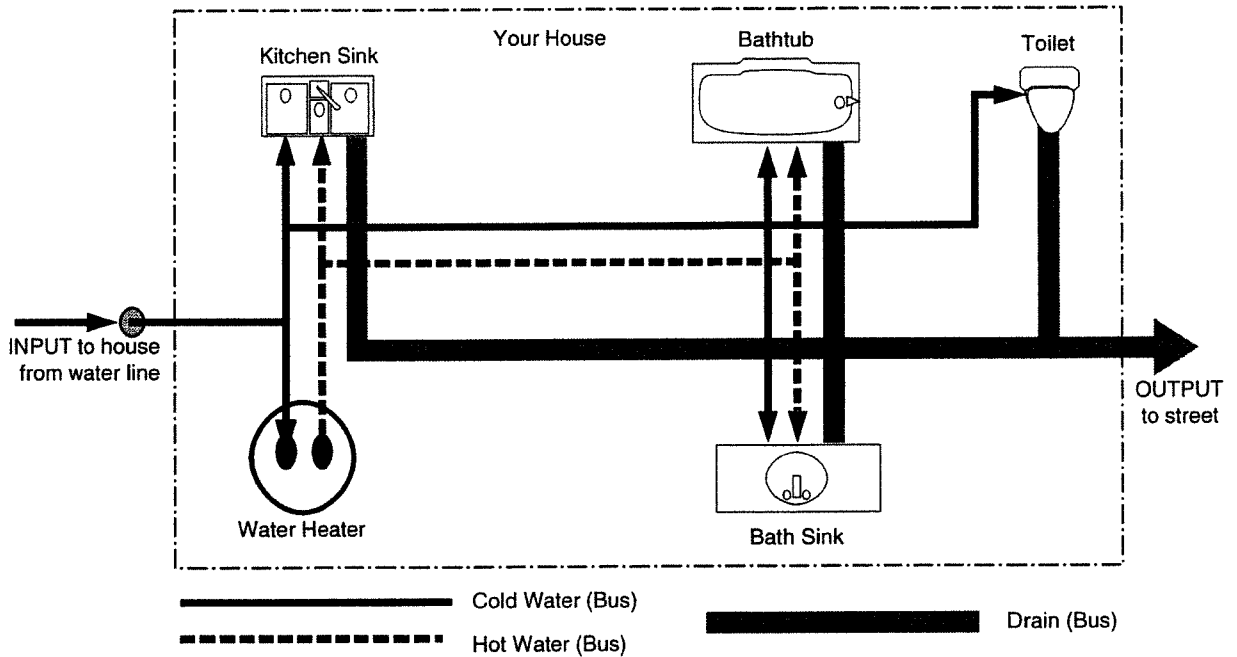 Your House
Kitchen Sink
Bathtub
Toilet
INPUT to house
from water line
OUTPUT
to street
Water Heater
Bath Sink
Cold Water (Bus)
Hot Water (Bus)
Drain (Bus)